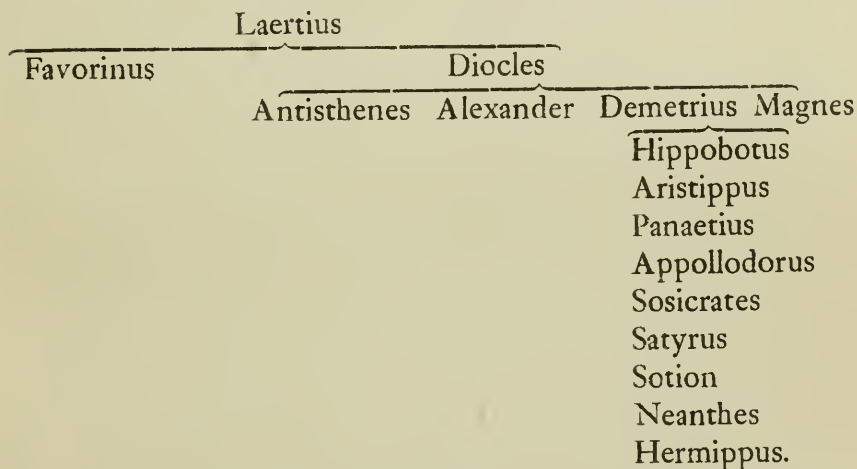 Laertius
Favorinus Diocles
Antisthenes Alexander Demetrius Magnes
Hippobotus
Aristippus
Panaetius
Appollodorus
Sosicrates
Satyrus
Sotion
Neanthes
Hermippus.